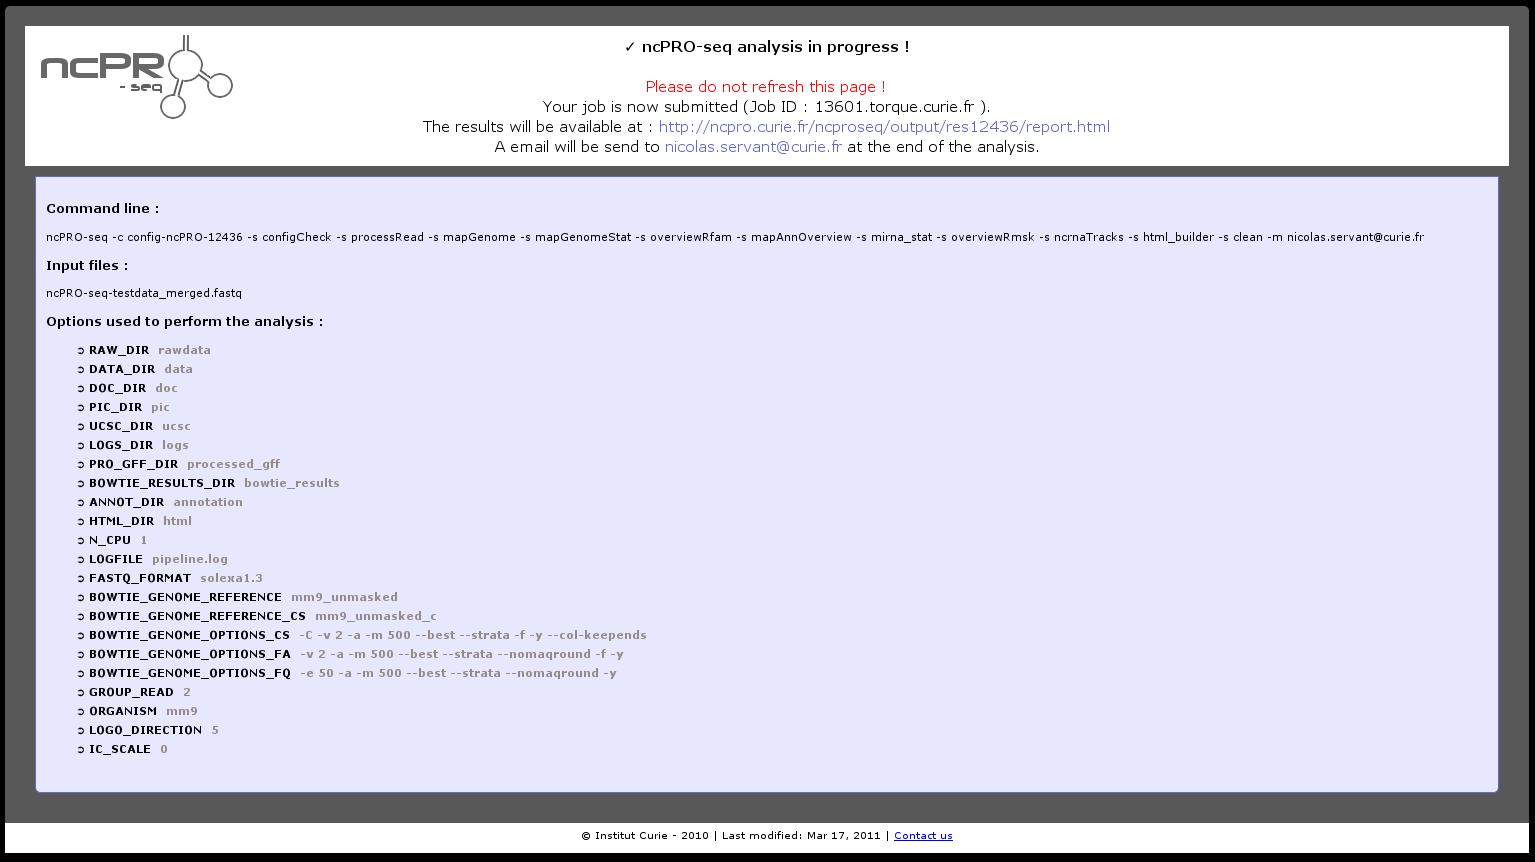 ncPR
- seq
✓ ncPRO-seq analysis in progress !
Please do not refresh this page !
Your job is now submitted (Job ID : 13601.torque.curie.fr ).
The results will be available at : http://ncpro.curie.fr/ncproseq/output/res12436/report.html
A email will be send to nicolas.servant@curie.fr at the end of the analysis.
Command line :
ncPRO-seq -c config-ncPRO-12436 -s configCheck -s processRead -s mapGenome -s mapGenomeStat -s overviewRfam -s mapAnnOverview -s mirna_stat -s overviewRmsk -s ncrnaTracks -s html_builder -s clean -m nicolas.servant@curie.fr
Input files :
ncPRO-seq-testdata_merged.fastq
Options used to perform the analysis :
➲ RAW_DIR rawdata
➲ DATA_DIR data
➲ DOC_DIR doc
➲ PIC_DIR pic
➲ UCSC_DIR ucsc
➲ LOGS_DIR logs
➲ PRO_GFF_DIR processed_gff
➲ BOWTIE_RESULTS_DIR bowtie_results
➲ ANNOT_DIR annotation
➲ HTML_DIR html
➲ N_CPU 1
➲ LOGFILE pipeline.log
➲ FASTQ_FORMAT solexa1.3
➲ BOWTIE_GENOME_REFERENCE mm9_unmasked
➲ BOWTIE_GENOME_REFERENCE_CS mm9_unmasked_c
➲ BOWTIE_GENOME_OPTIONS_CS -C -v 2 -a -m 500 --best --strata -f -y --col-keepends
➲ BOWTIE_GENOME_OPTIONS_FA -v 2 -a -m 500 --best --strata --nomaqround -f -y
➲ BOWTIE_GENOME_OPTIONS_FQ -e 50 -a -m 500 --best --strata --nomaqround -y
➲ GROUP_READ 2
➲ ORGANISM mm9
➲ LOGO_DIRECTION 5
➲ IC_SCALE 0
© Institut Curie - 2010 | Last modified: Mar 17, 2011 | Contact us